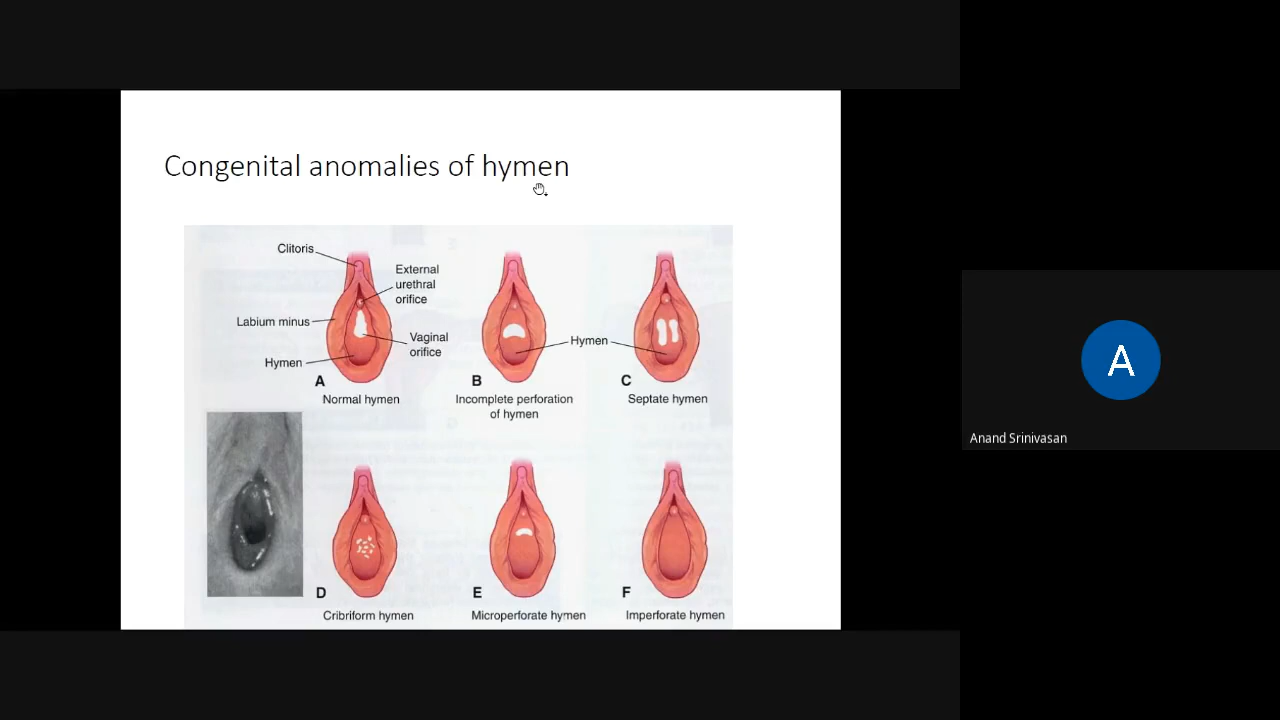 Congenital anomalies of hymen
Clitoris
External
urethral
orifice
Labium minus
Vaginal
orifice
Hymen
Hymen
A
B
C
Normal hymen
Incomplete perforation
of hymen
Septate hymen
D
E
F
Cribriform hymen
Microperforate hymen
Imperforate hymen
A
Anand Srinivasan